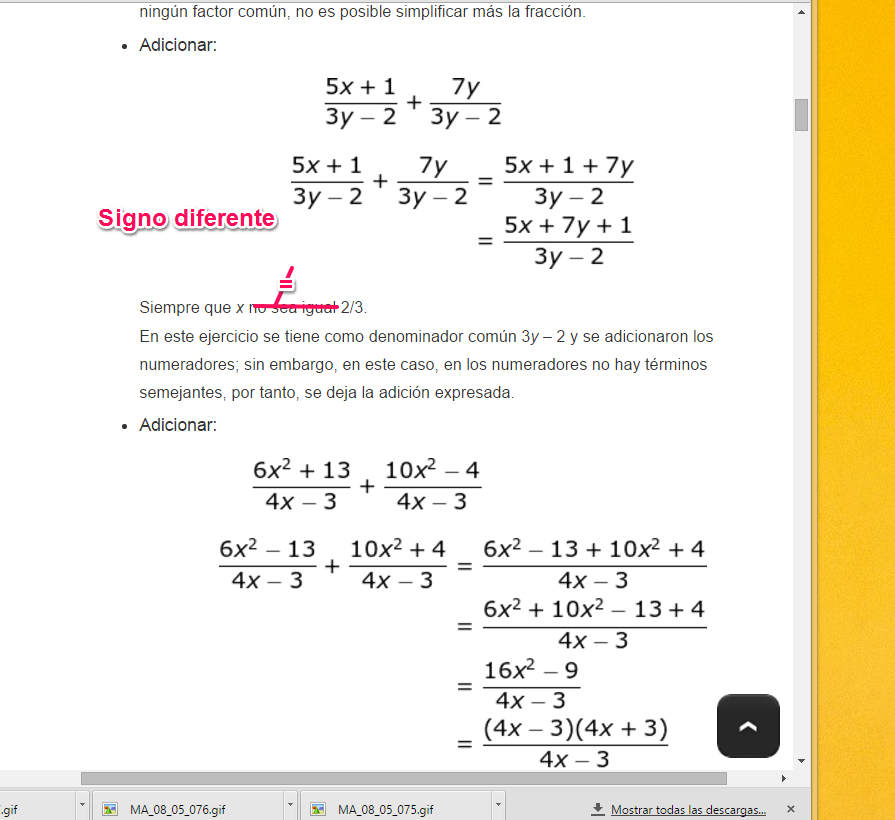 ningún factor común, no es posible simplificar más la fracción.
• Adicionar:
(5x + 1)/(3y – 2) + 7y/(3y – 2)
(5x + 1)/(3y – 2) + 7y/(3y – 2) = (5x + 1 + 7y)/(3y – 2)
= (5x + 7y + 1)/(3y – 2)
Signo diferente
≠
Siempre que x no sea igual 2/3.
En este ejercicio se tiene como denominador común 3y – 2 y se adicionaron los
numeradores; sin embargo, en este caso, en los numeradores no hay términos
semejantes, por tanto, se deja la adición expresada.
• Adicionar:
(6x² + 13)/(4x – 3) + (10x² – 4)/(4x – 3)
(6x² – 13)/(4x – 3) + (10x² + 4)/(4x – 3) = (6x² – 13 + 10x² + 4)/(4x – 3)
= (6x² + 10x² – 13 + 4)/(4x – 3)
= (16x² – 9)/(4x – 3)
= (4x – 3)(4x + 3)/(4x – 3)
.gif MA_08_05_076.gif MA_08_05_075.gif Mostrar todas las descargas...